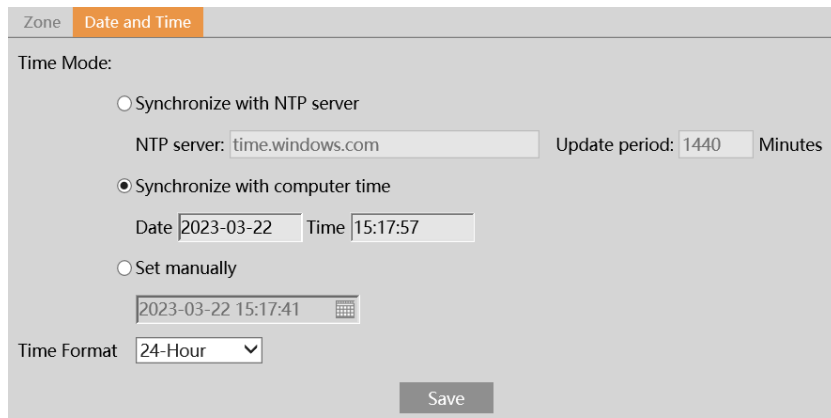 Zone Date and Time
Time Mode:
Synchronize with NTP server
NTP server: time.windows.com Update period: 1440 Minutes
Synchronize with computer time
Date 2023-03-22 Time 15:17:57
Set manually
2023-03-22 15:17:41
Time Format 24-Hour
Save